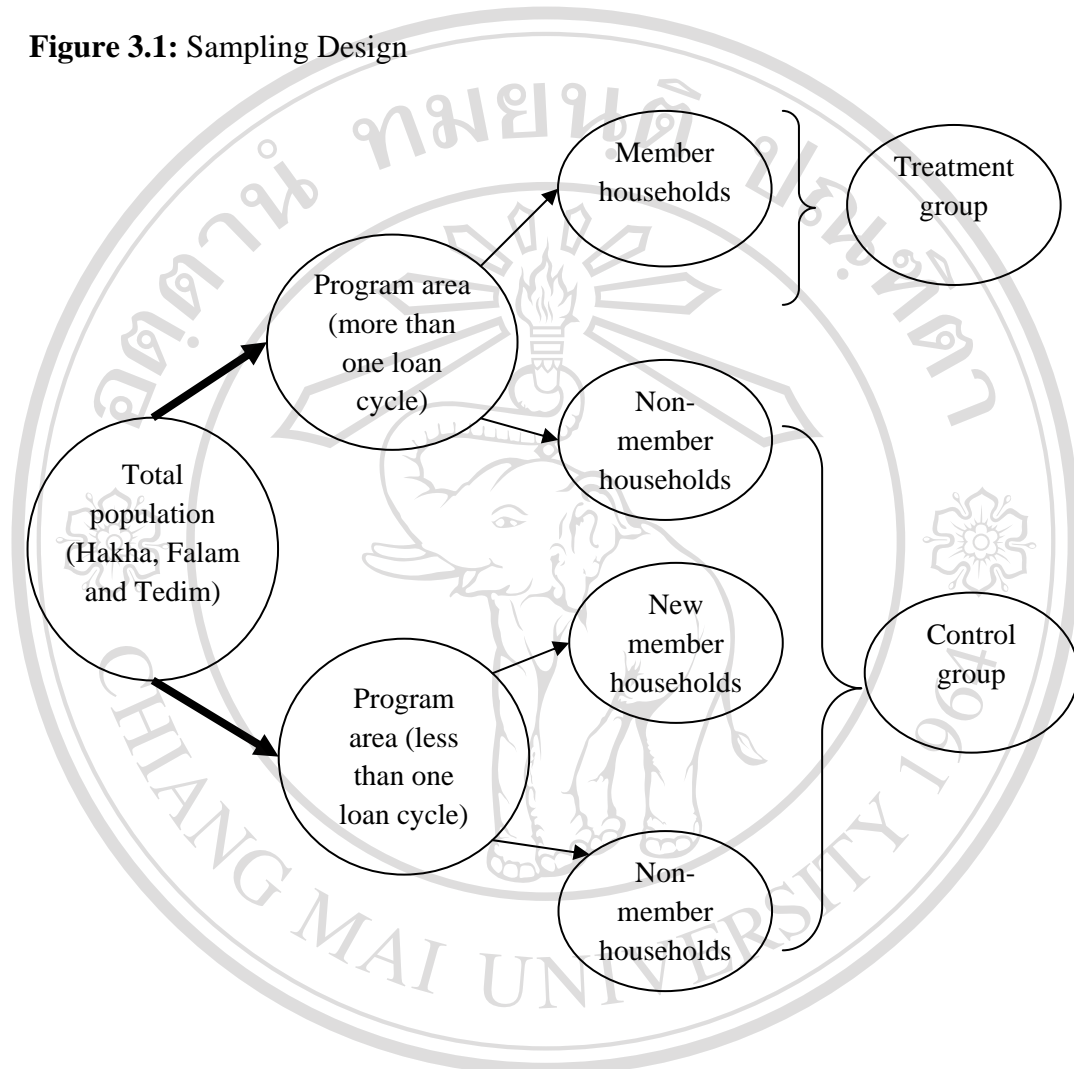 Figure 3.1: Sampling Design
Member
households
Treatment
group
Program area
(more than
one loan
cycle)
Non-
member
households
Total
population
(Hakha, Falam
and Tedim)
New
member
households
Control
group
Program
area (less
than one
loan cycle)
Non-
member
households
CHIANG MAI UNIVERSITY 1964